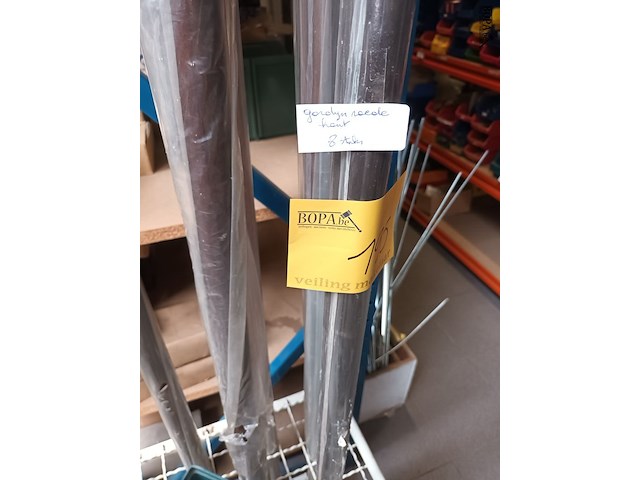 gordijn roede
hout
8 stuks
BOPA be
veiling m